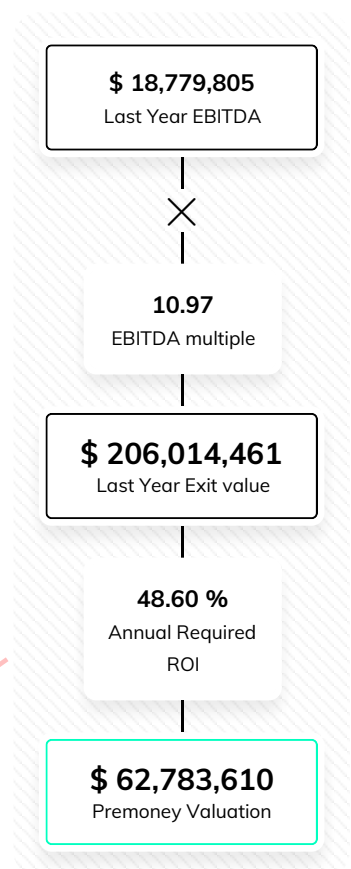 $ 18,779,805
Last Year EBITDA
10.97
EBITDA multiple
$ 206,014,461
Last Year Exit value
48.60 %
Annual Required
ROI
$ 62,783,610
Premoney Valuation